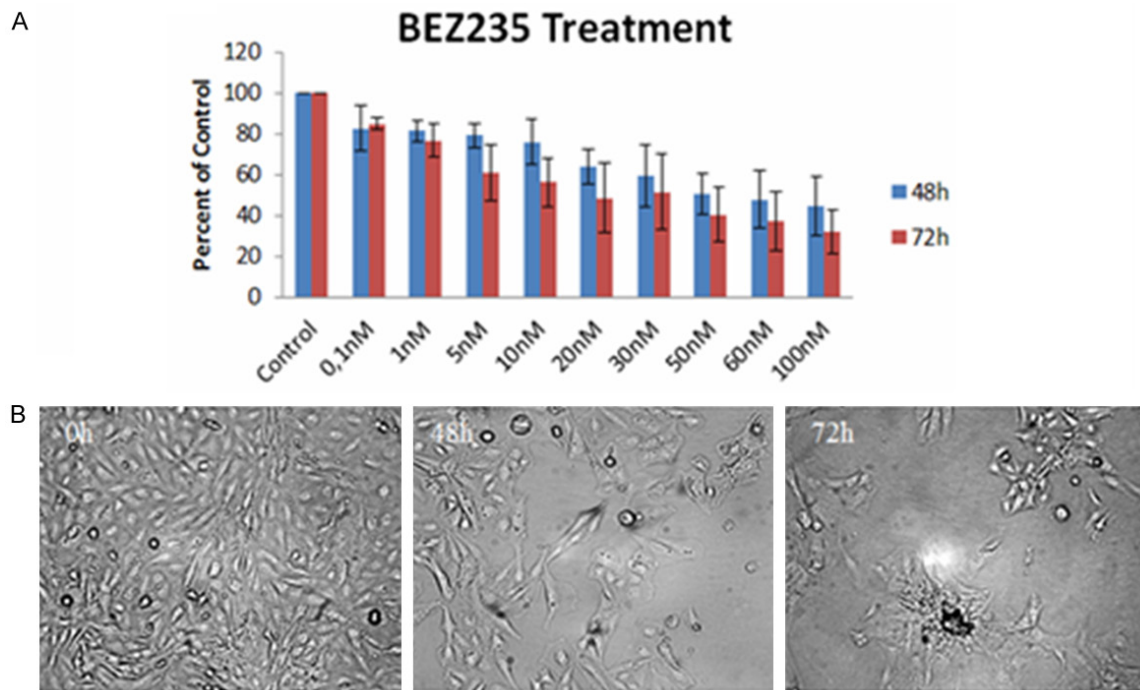 A
BEZ235 Treatment
Percent of Control
120
100
80
60
40
20
0
Control
0,1nM
1nM
5nM
10nM
20nM
30nM
50nM
60nM
100nM
48h
72h
B
0h
48h
72h